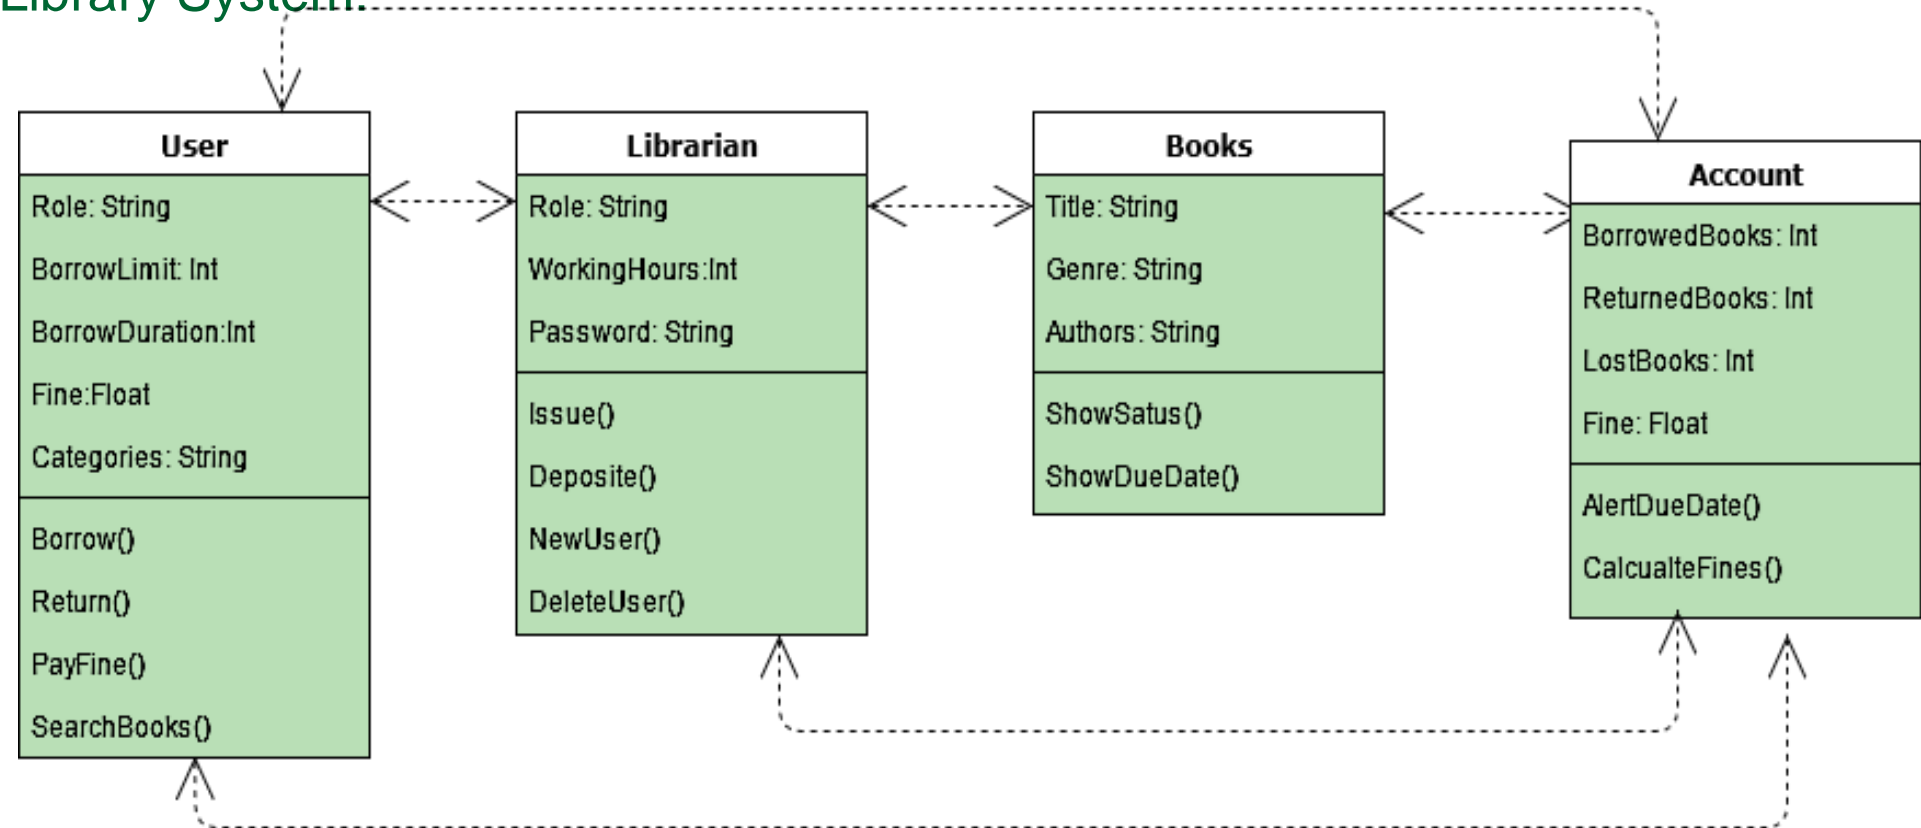 Library System.
User
Role: String
BorrowLimit: Int
BorrowDuration:Int
Fine:Float
Categories: String
Borrow()
Return()
PayFine()
SearchBooks()
Librarian
Role: String
WorkingHours:Int
Password: String
Issue()
Deposite()
NewUser()
DeleteUser()
Books
Title: String
Genre: String
Authors: String
ShowSatus()
ShowDueDate()
Account
BorrowedBooks: Int
ReturnedBooks: Int
LostBooks: Int
Fine: Float
AlertDueDate()
CalcualteFines()